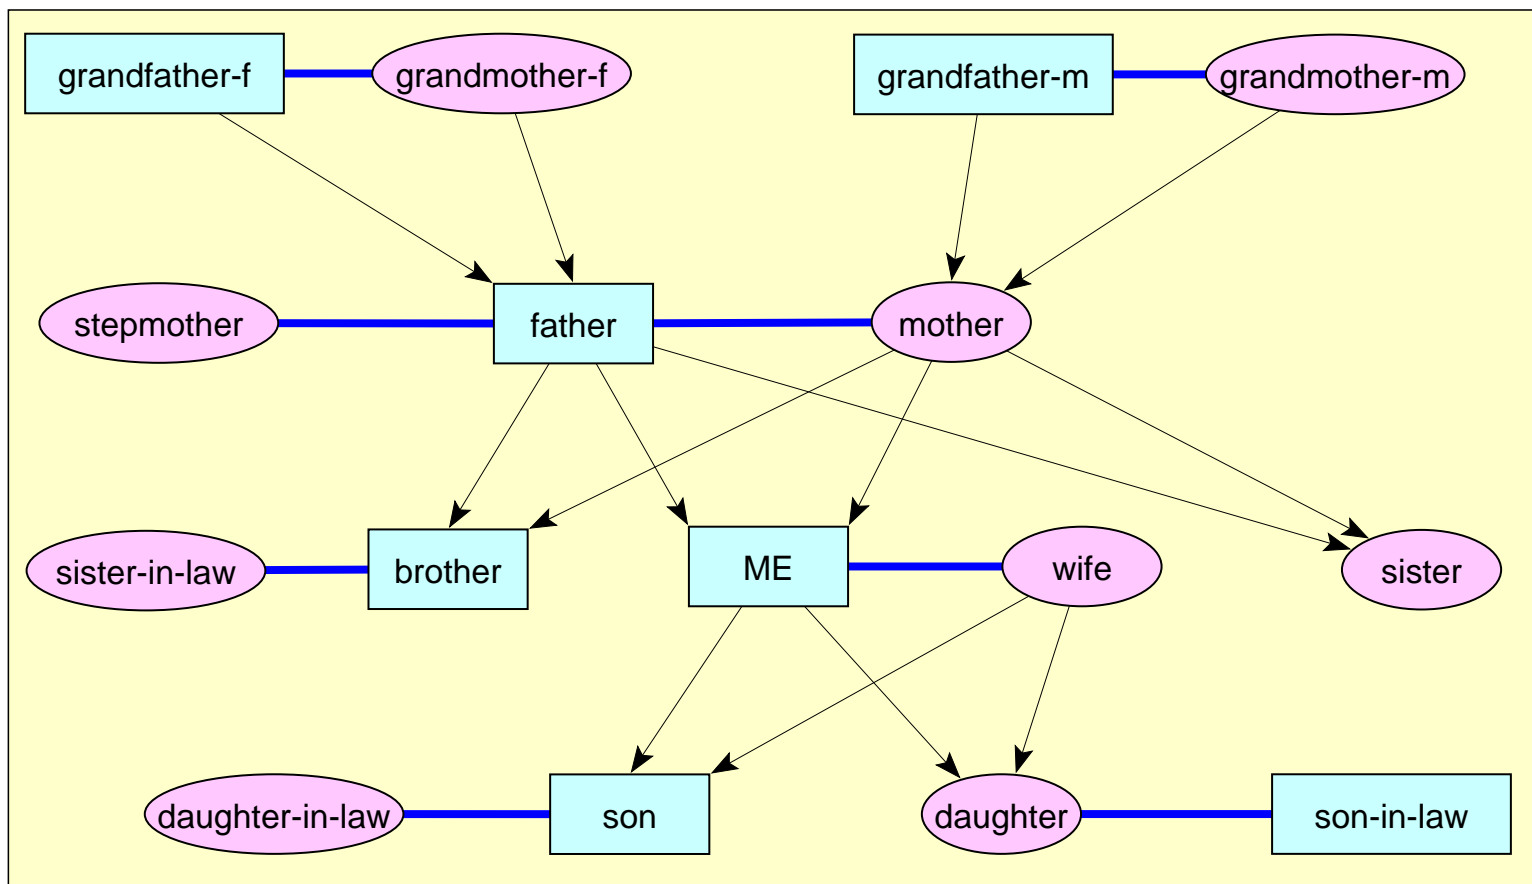 grandfather-f
grandmother-f
grandfather-m
grandmother-m
stepmother
father
mother
sister-in-law
brother
ME
wife
sister
daughter-in-law
son
daughter
son-in-law